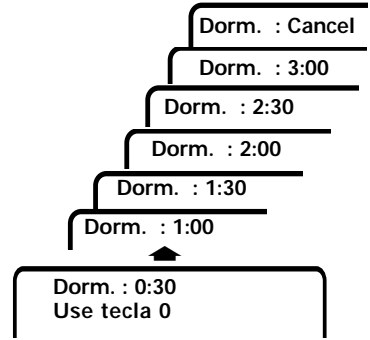 Dorm. : Cancel
Dorm. : 3:00
Dorm. : 2:30
Dorm. : 2:00
Dorm. : 1:30
Dorm. : 1:00
Dorm. : 0:30
Use tecla 0